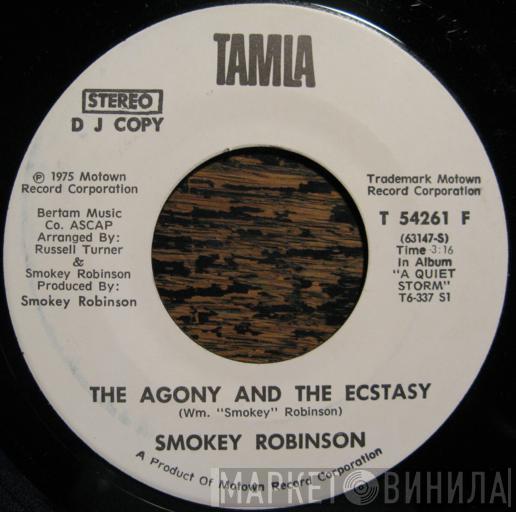 TAMLA
STEREO
D J COPY
℗ 1975 Motown
Record Corporation
Bertam Music
Co. ASCAP
Arranged By:
Russell Turner
&
Smokey Robinson
Produced By:
Smokey Robinson
Trademark Motown
Record Corporation
T 54261 F
(63147-S)
Time 3:16
In Album
"A QUIET
STORM"
T6-337 S1
THE AGONY AND THE ECSTASY
(Wm. "Smokey" Robinson)
SMOKEY ROBINSON
A Product Of Motown Record Corporation
МАРКЕТ ВИНИЛА